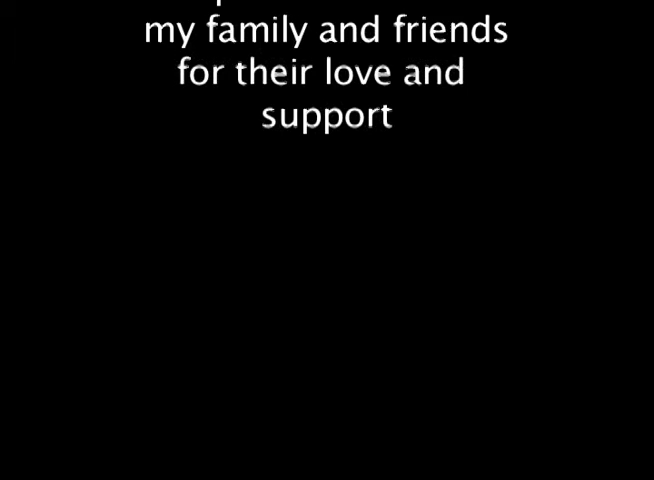 my family and friends
for their love and
support